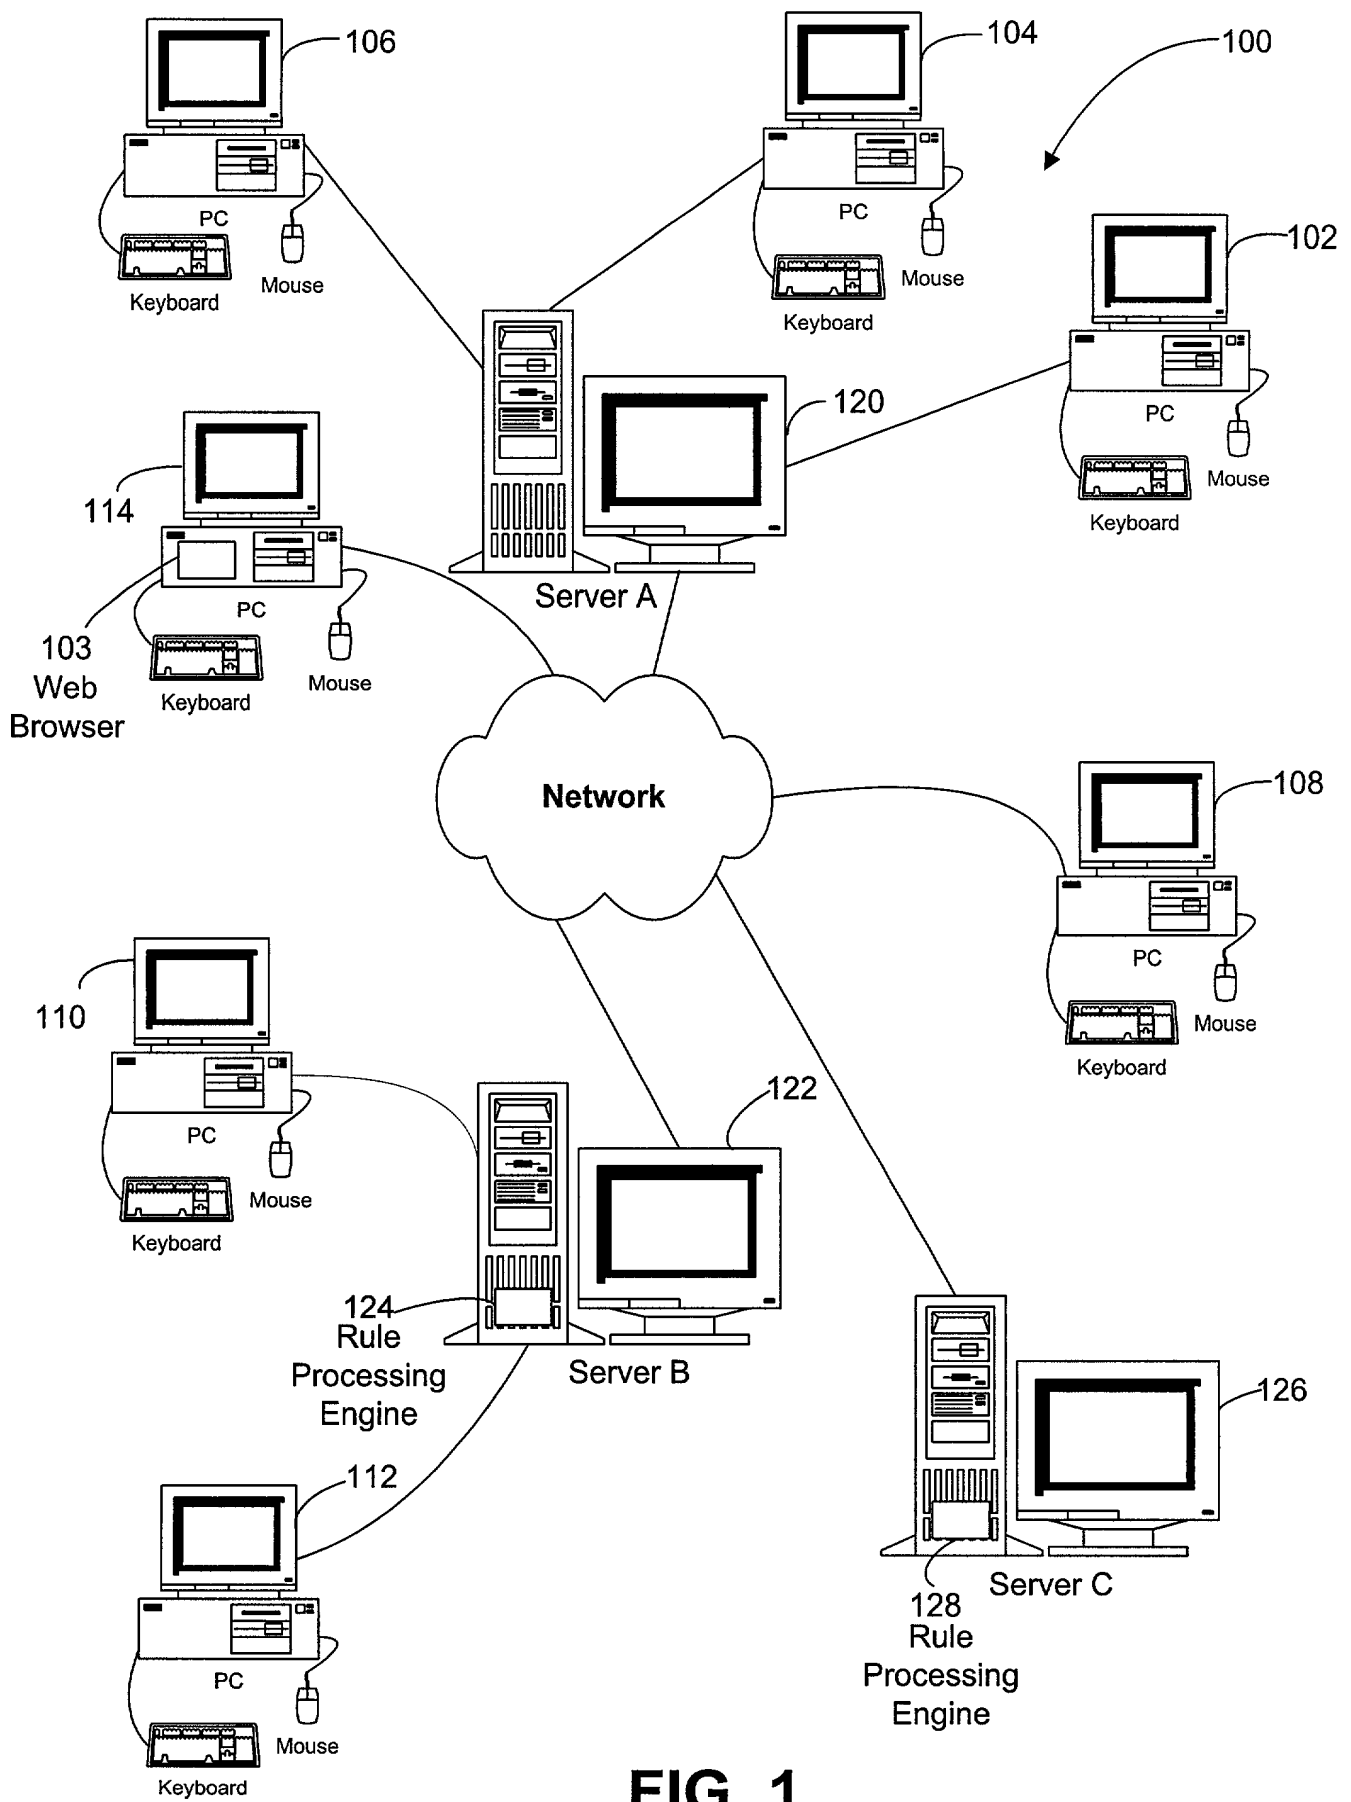 106
104
100
PC
Mouse
Keyboard
PC
Mouse
Keyboard
102
PC
Mouse
Keyboard
120
Server A
114
103
Web
Browser
PC
Mouse
Keyboard
Network
108
PC
Mouse
Keyboard
110
PC
Mouse
Keyboard
122
124
Rule
Processing
Engine
Server B
126
Server C
128
Rule
Processing
Engine
112
PC
Mouse
Keyboard
FIG. 1